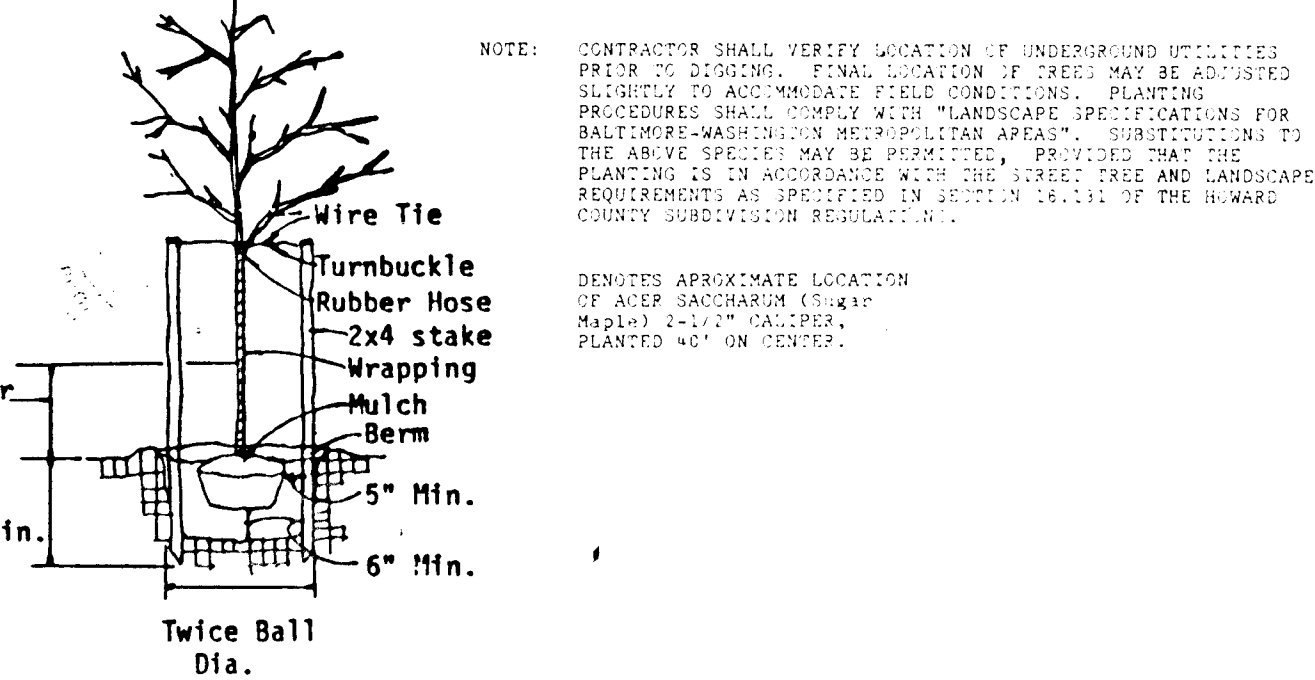 NOTE: CONTRACTOR SHALL VERIFY LOCATION OF UNDERGROUND UTILITIES
PRIOR TO DIGGING. FINAL LOCATION OF TREES MAY BE ADJUSTED
SLIGHTLY TO ACCOMMODATE FIELD CONDITIONS. PLANTING
PROCEDURES SHALL COMPLY WITH "LANDSCAPE SPECIFICATIONS FOR
BALTIMORE-WASHINGTON METROPOLITAN AREAS". SUBSTITUTIONS TO
THE ABOVE SPECIES MAY BE PERMITTED, PROVIDED THAT THE
PLANTING IS IN ACCORDANCE WITH THE STREET TREE AND LANDSCAPE
REQUIREMENTS AS SPECIFIED IN SECTION 16.131 OF THE HOWARD
COUNTY SUBDIVISION REGULATIONS.
DENOTES APROXIMATE LOCATION
OF ACER SACCHARUM (Sugar
Maple) 2-1/2" CALIPER,
PLANTED 40' ON CENTER.
Wire Tie
Turnbuckle
Rubber Hose
2x4 stake
Wrapping
r
Mulch
Berm
5" Min.
in.
6" Min.
Twice Ball
Dia.